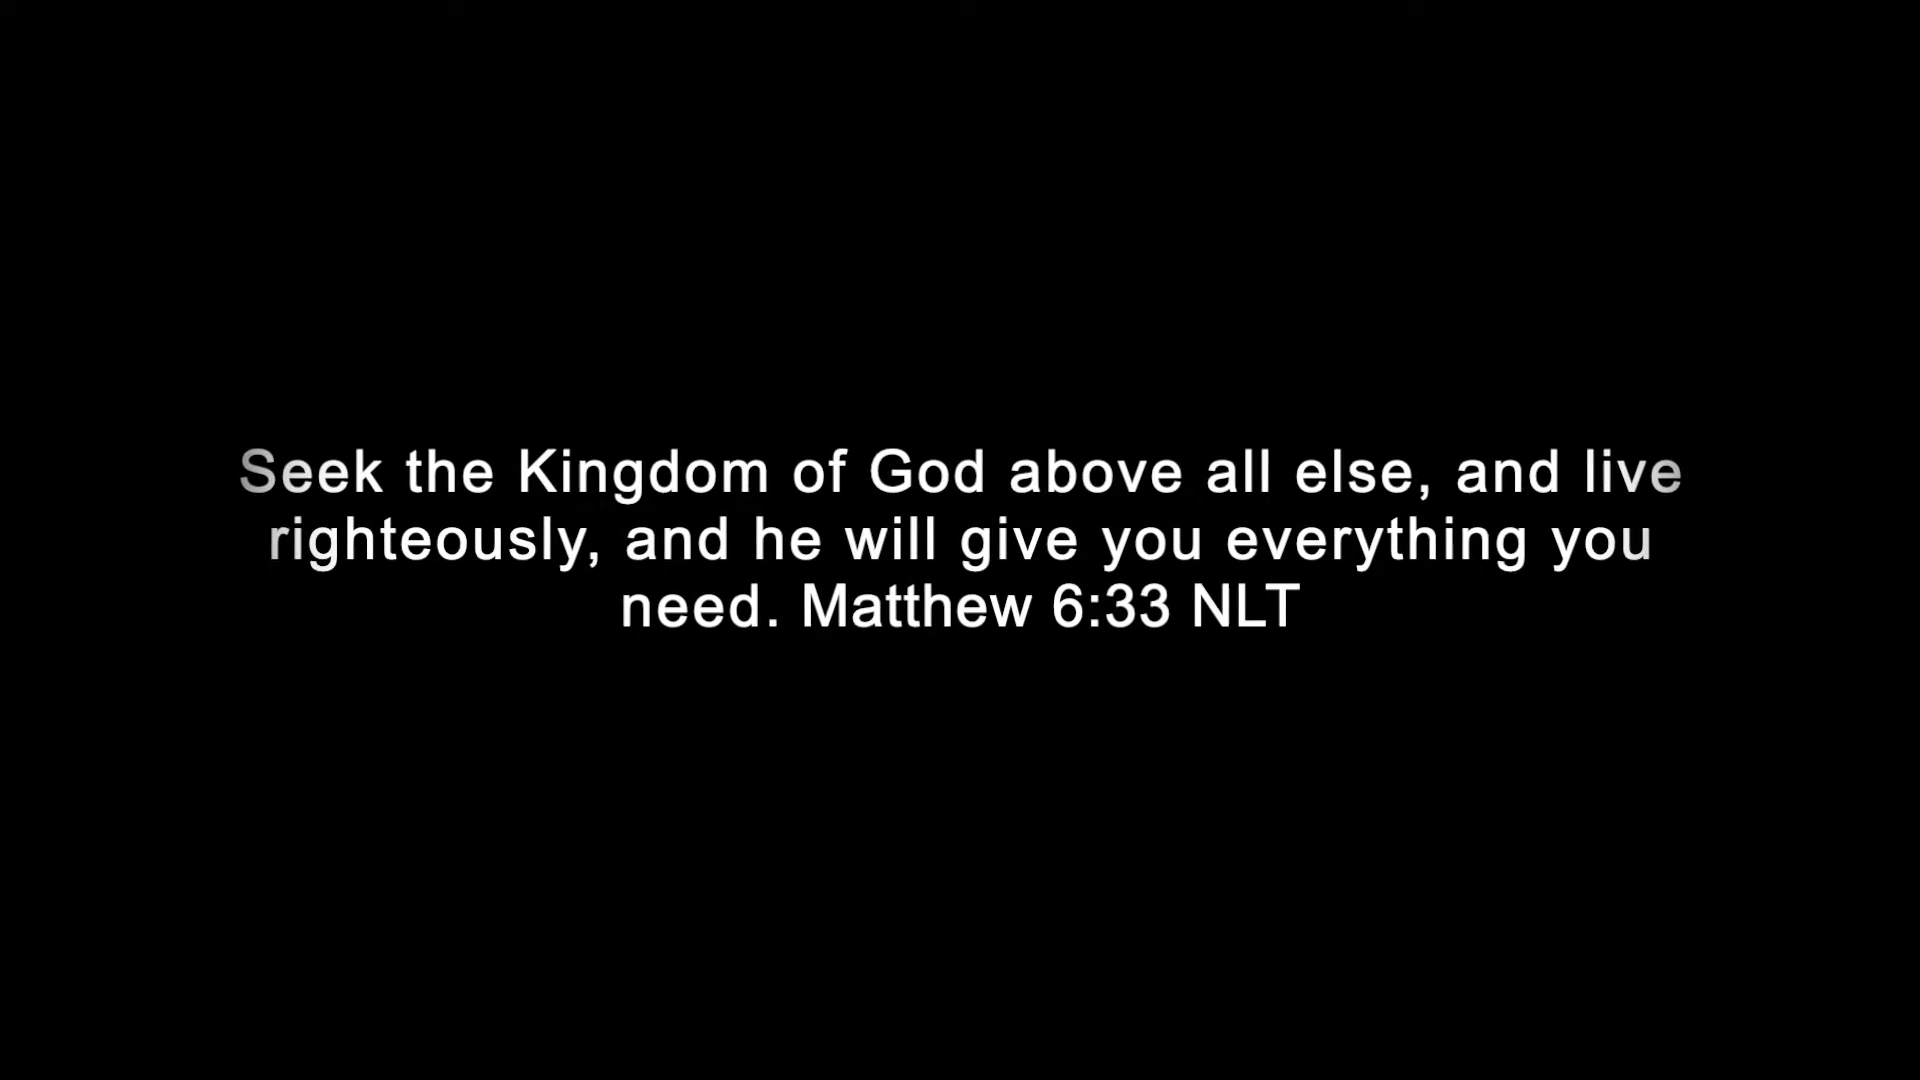 Seek the Kingdom of God above all else, and live
righteously, and he will give you everything you
need. Matthew 6:33 NLT